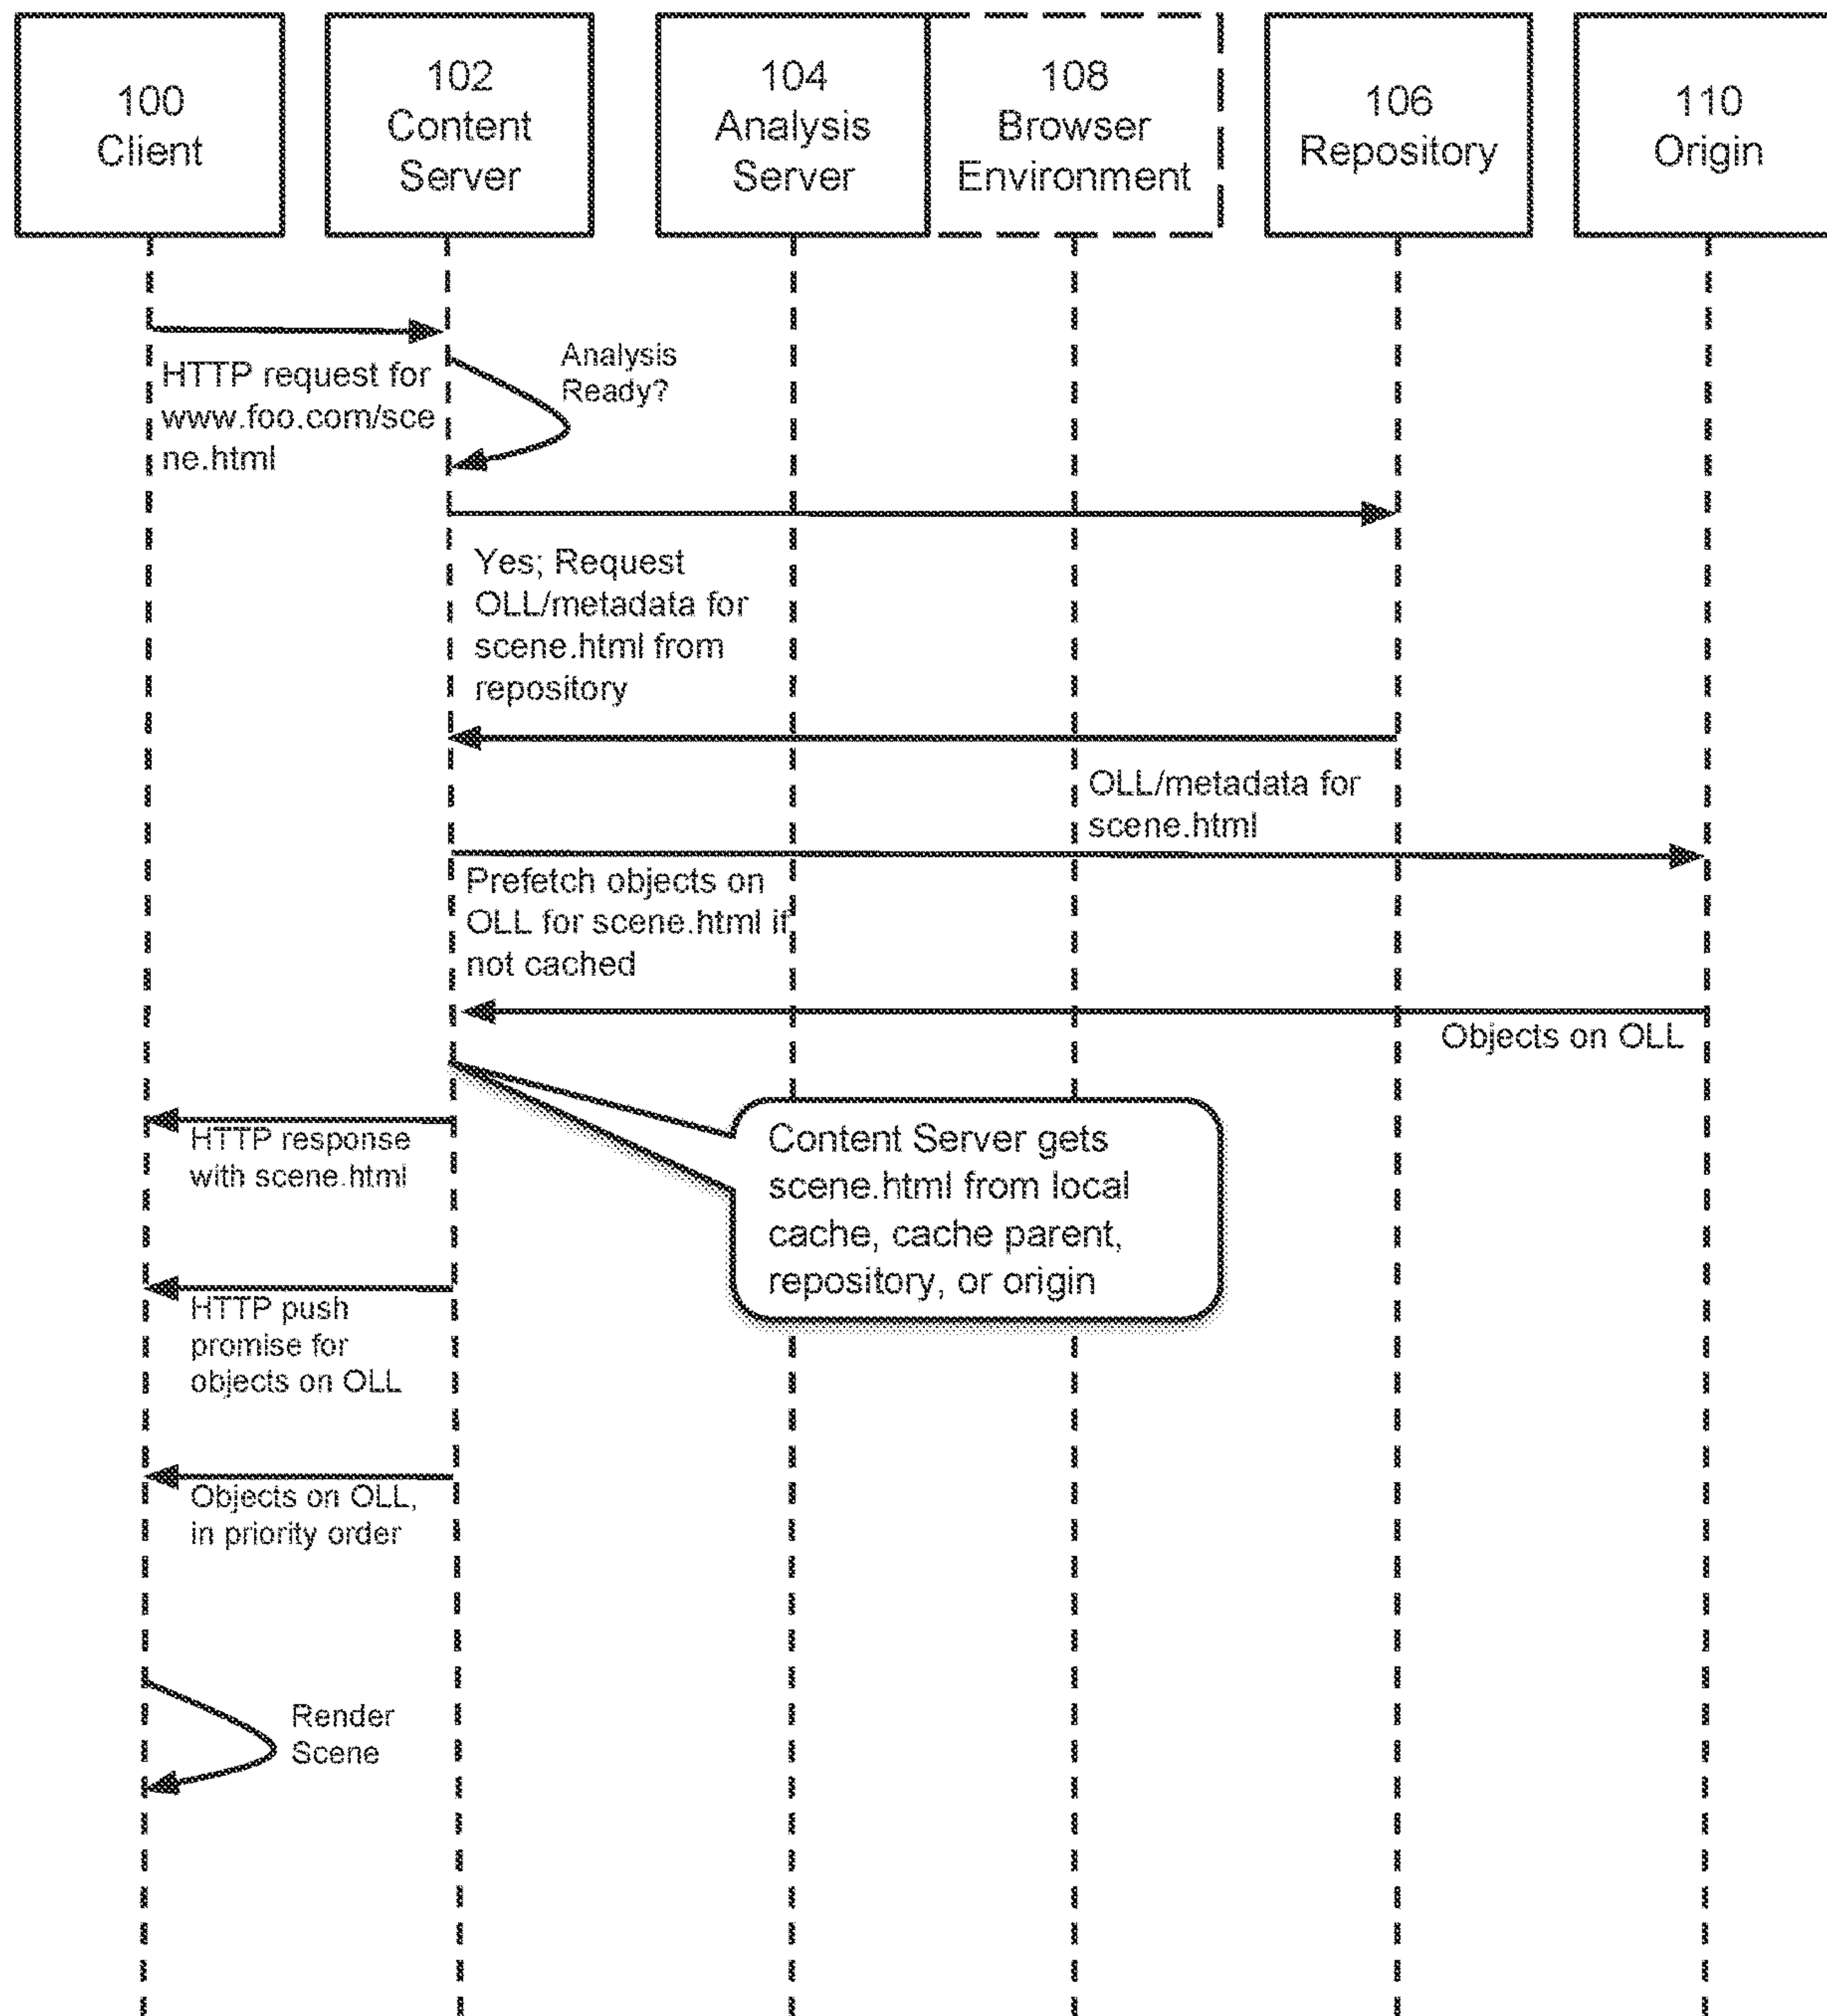 100
Client
102
Content
Server
104
Analysis
Server
108
Browser
Environment
106
Repository
110
Origin
HTTP request for
www.foo.com/sce
ne.html
Analysis
Ready?
Yes; Request
OLL/metadata for
scene.html from
repository
OLL/metadata for
scene.html
Prefetch objects on
OLL for scene.html if
not cached
Objects on OLL
HTTP response
with scene.html
Content Server gets
scene.html from local
cache, cache parent,
repository, or origin
HTTP push
promise for
objects on OLL
Objects on OLL,
in priority order
Render
Scene